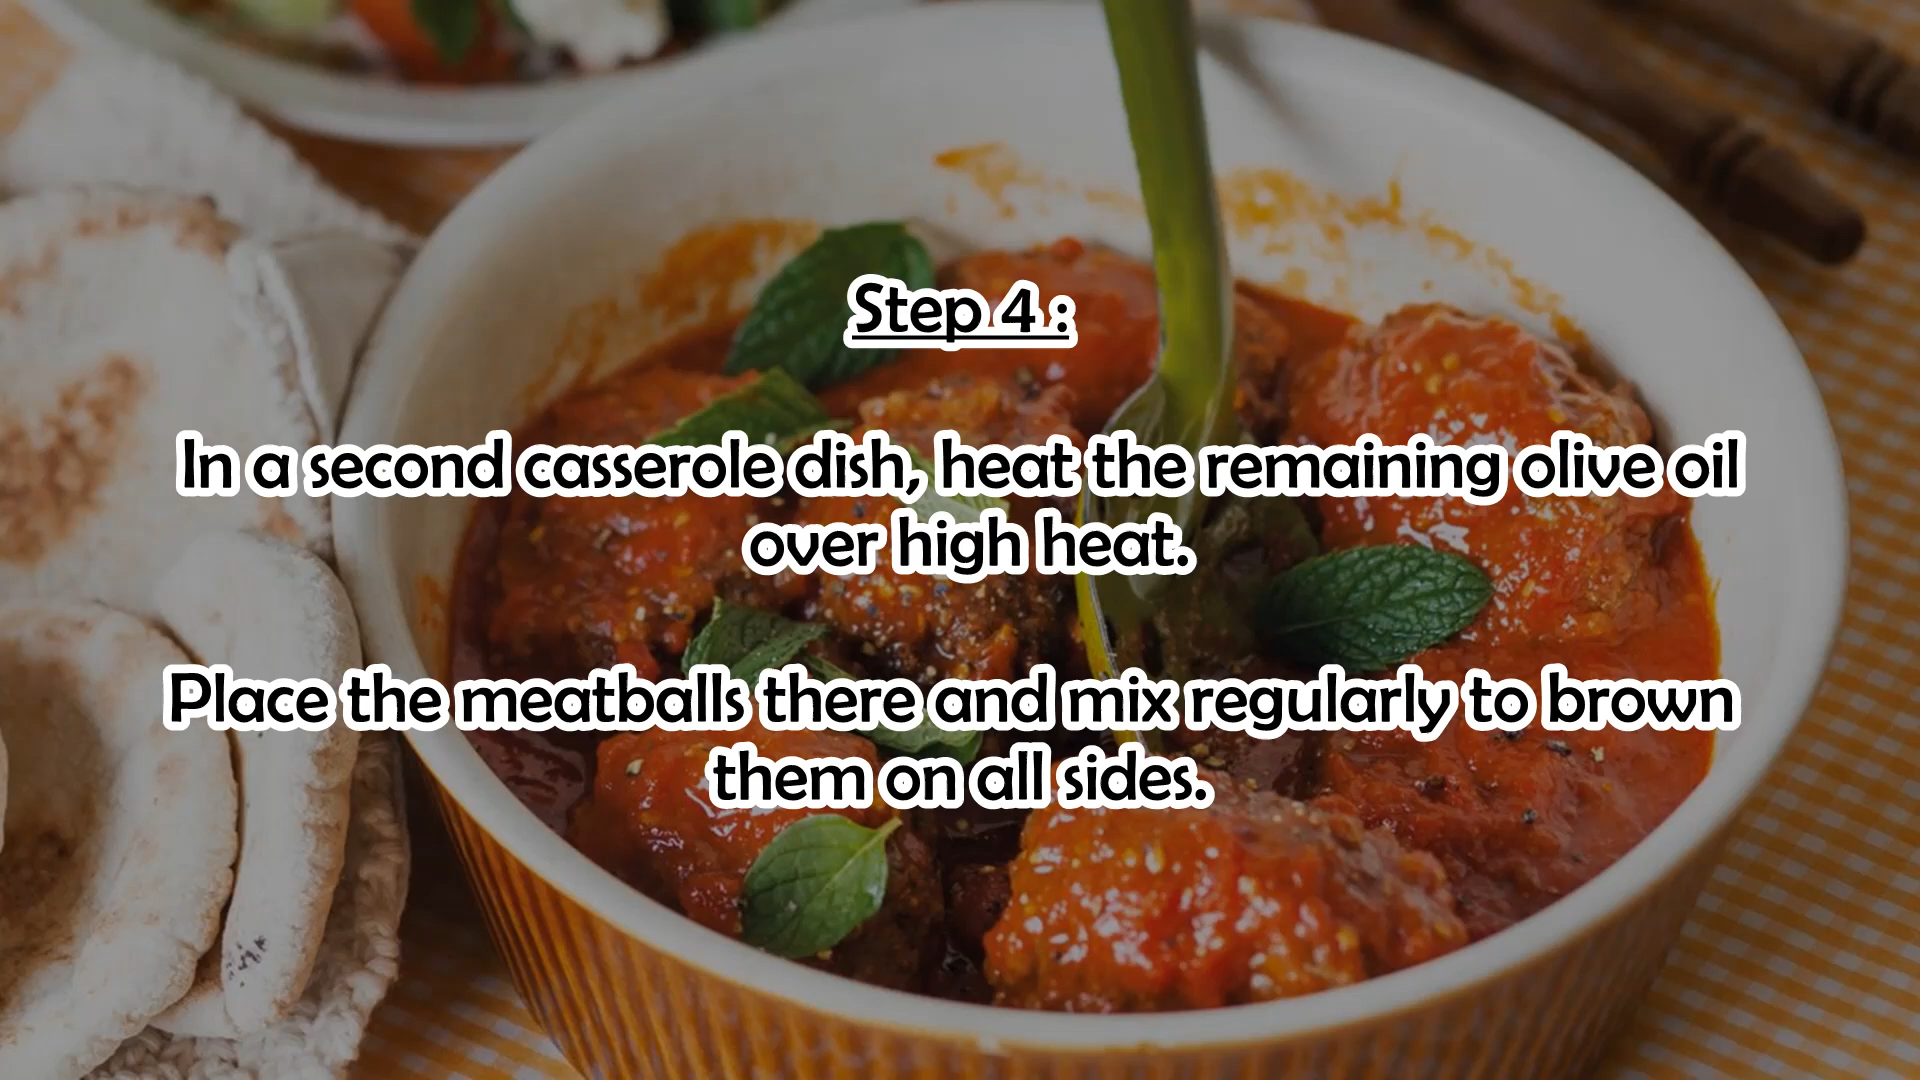 Step 4 :
In a second casserole dish, heat the remaining olive oil
over high heat.
Place the meatballs there and mix regularly to brown
them on all sides.